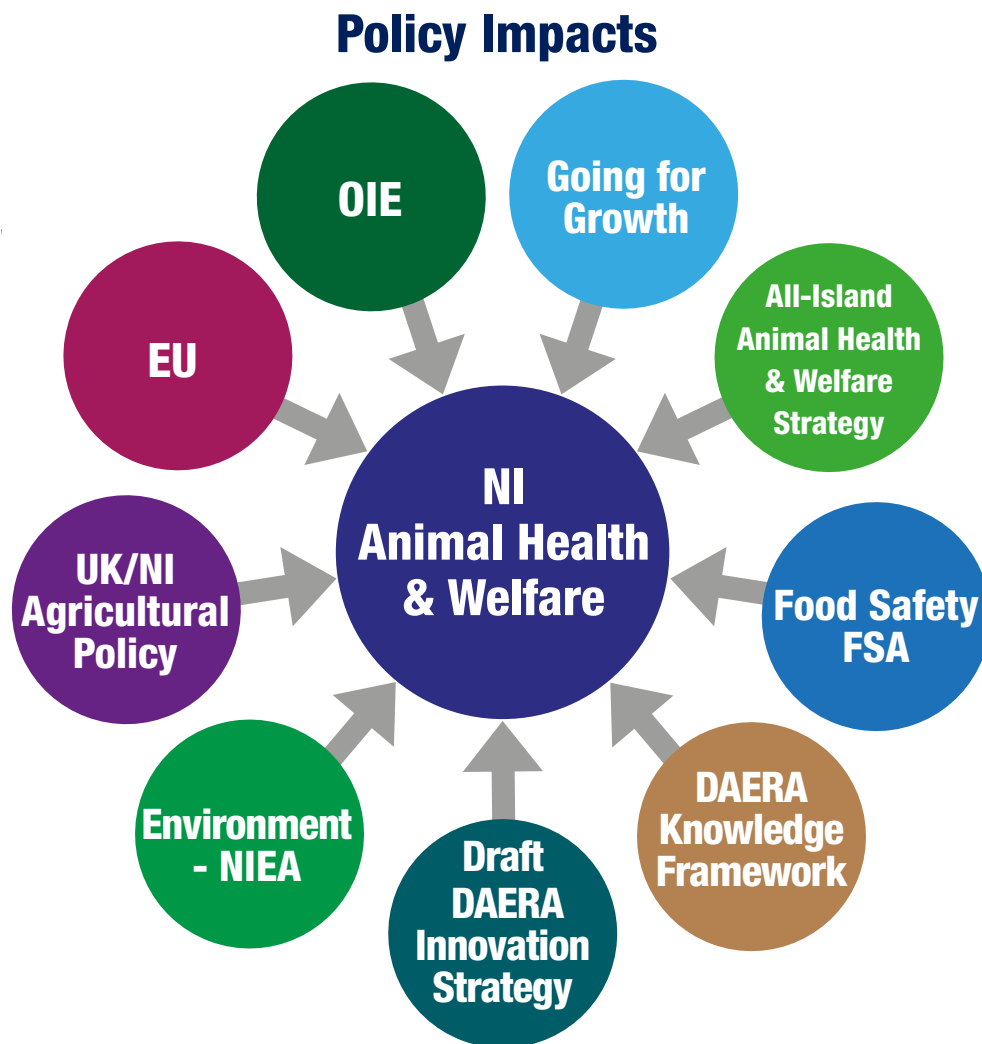 Policy Impacts
OIE
Going for
Growth
EU
All-Island
Animal Health
& Welfare
Strategy
NI
Animal Health
& Welfare
UK/NI
Agricultural
Policy
Food Safety
FSA
Environment
- NIEA
DAERA
Knowledge
Framework
Draft
DAERA
Innovation
Strategy